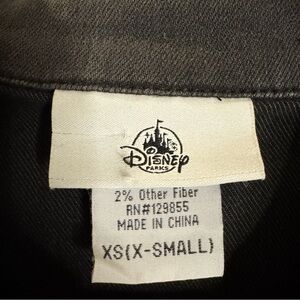 Disney
PARKS
2% Other Fiber
RN#129855
MADE IN CHINA
XS(X-SMALL)